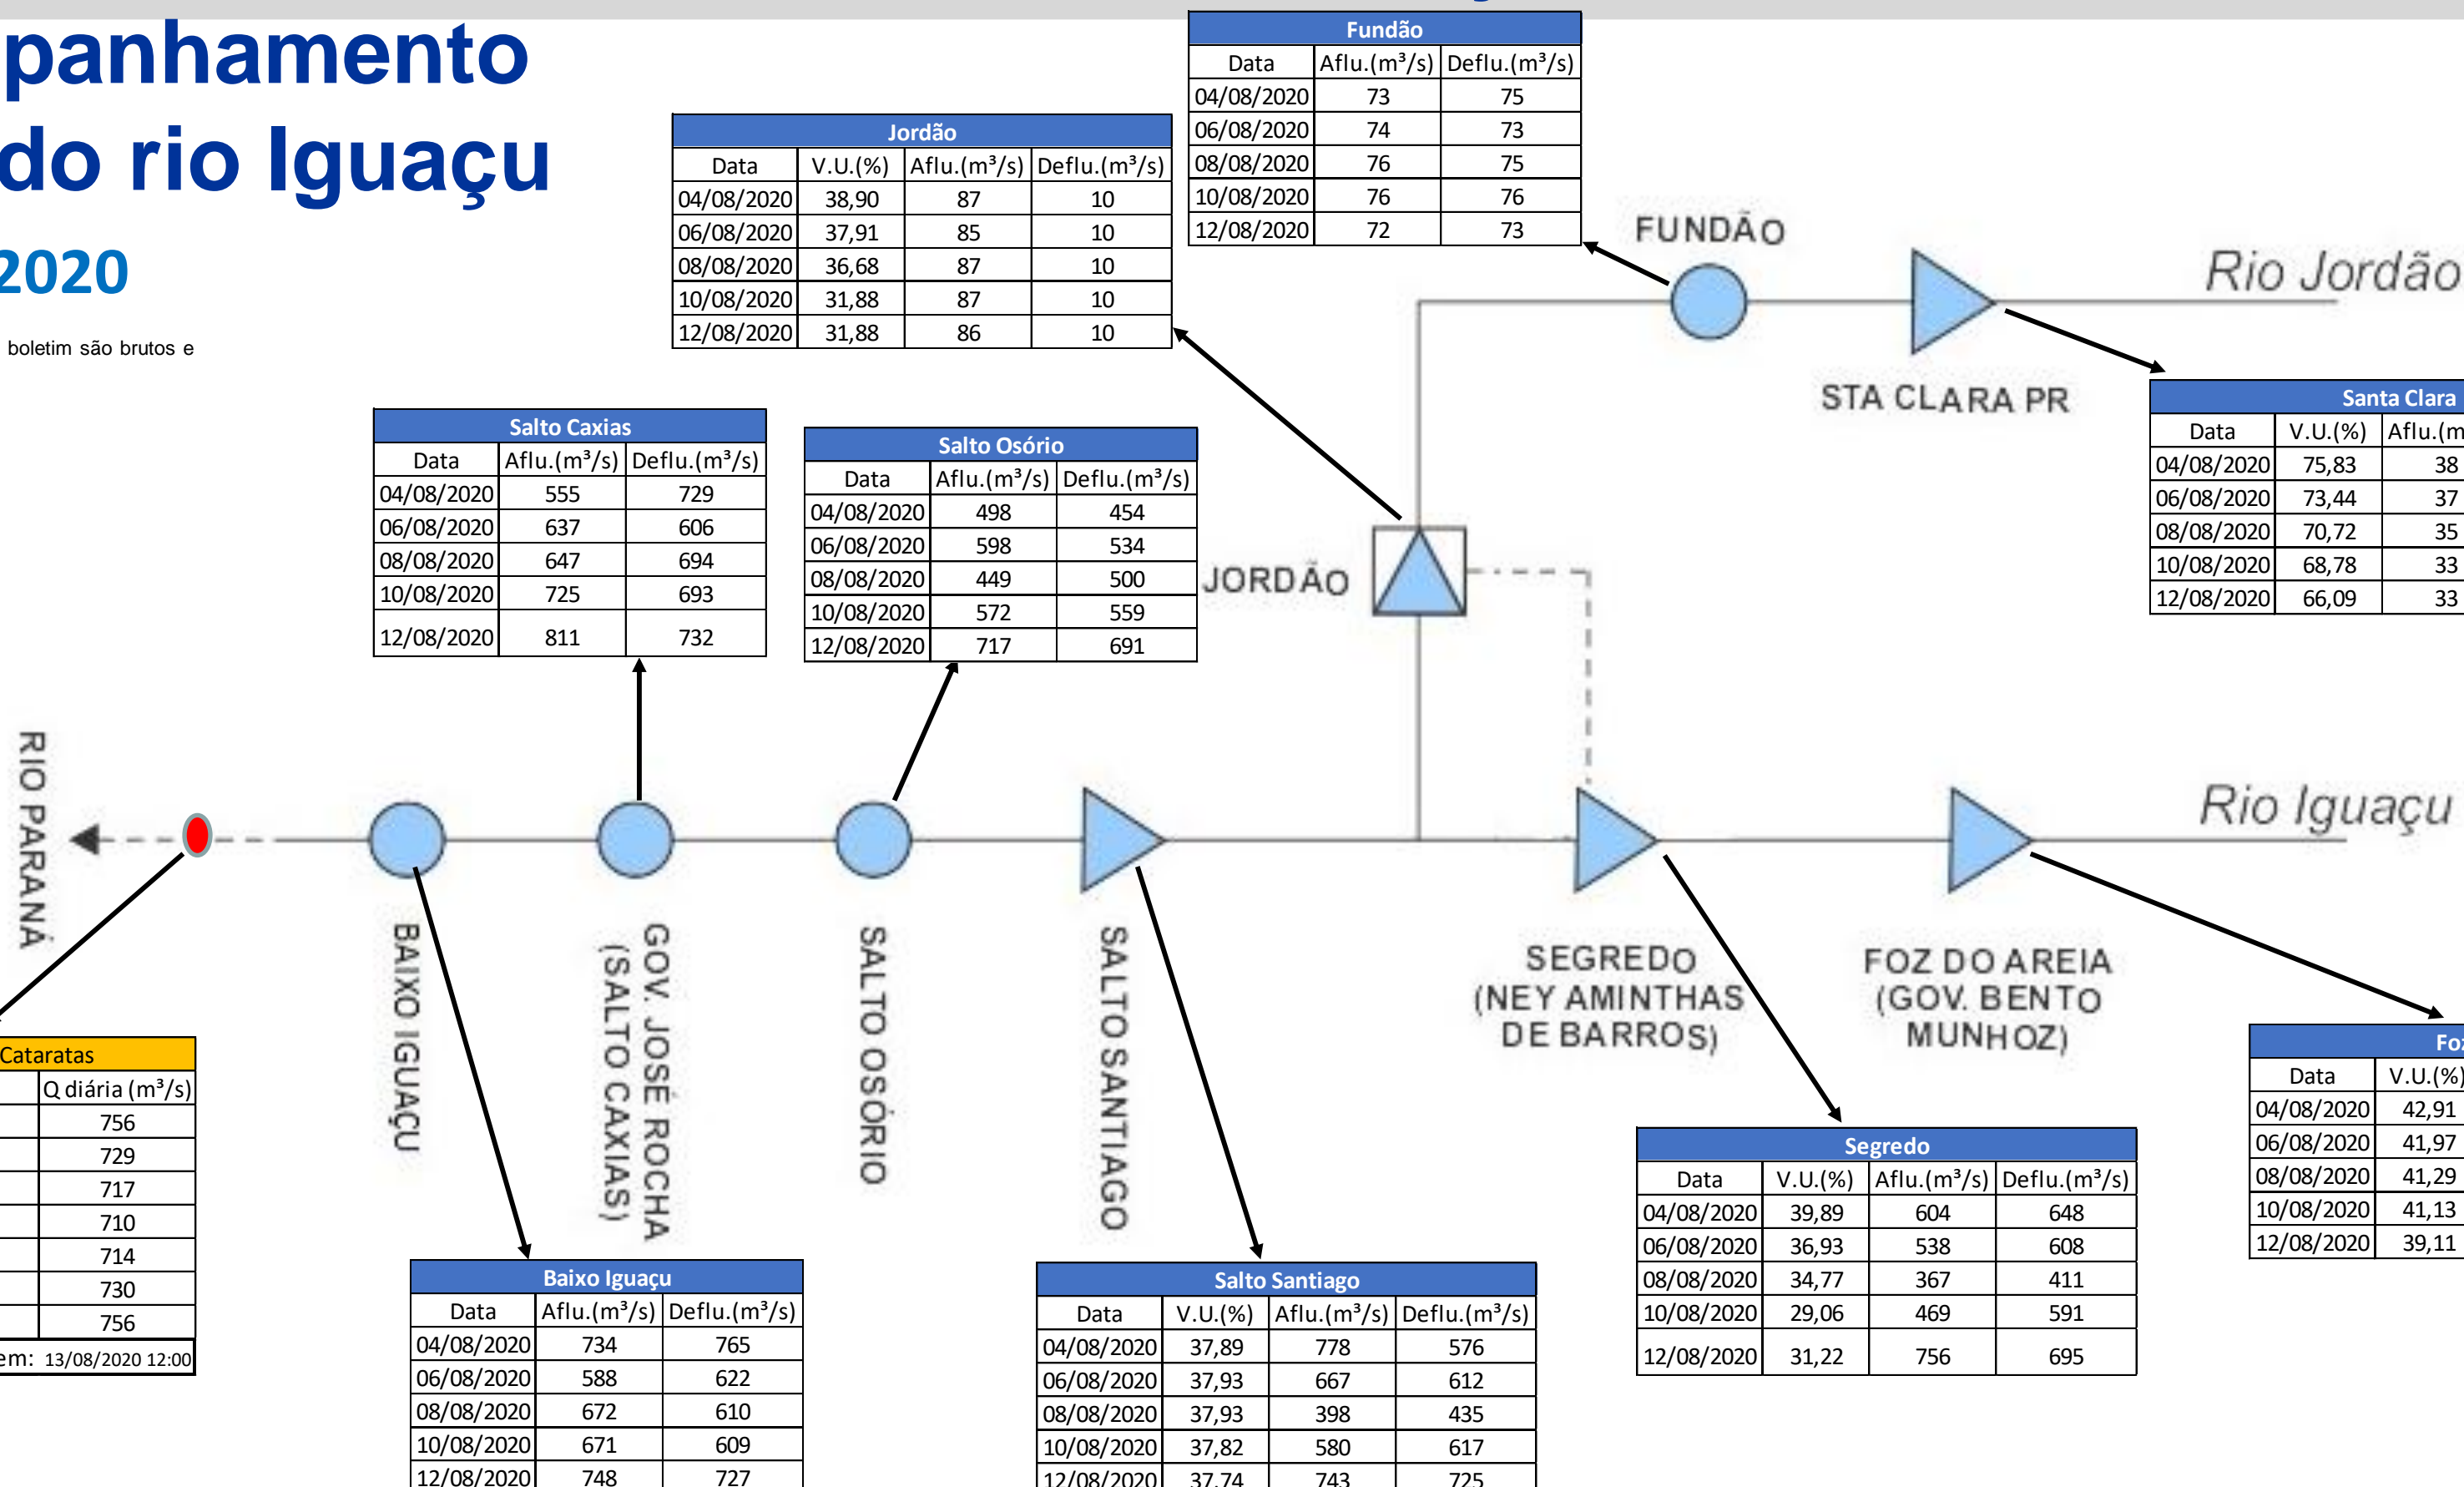 panhamento
do rio Iguaçu
2020
boletim são brutos e
Fundão
Data Aflu.(m³/s) Deflu.(m³/s)
04/08/2020 73 75
06/08/2020 74 73
08/08/2020 76 75
10/08/2020 76 76
12/08/2020 72 73
Jordão
Data V.U.(%) Aflu.(m³/s) Deflu.(m³/s)
04/08/2020 38,90 87 10
06/08/2020 37,91 85 10
08/08/2020 36,68 87 10
10/08/2020 31,88 87 10
12/08/2020 31,88 86 10
FUNDÃO
Rio Jordão
STA CLARA PR
Santa Clara
Data V.U.(%) Aflu.(m
04/08/2020 75,83 38
06/08/2020 73,44 37
08/08/2020 70,72 35
10/08/2020 68,78 33
12/08/2020 66,09 33
Salto Caxias
Data Aflu.(m³/s) Deflu.(m³/s)
04/08/2020 555 729
06/08/2020 637 606
08/08/2020 647 694
10/08/2020 725 693
12/08/2020 811 732
Salto Osório
Data Aflu.(m³/s) Deflu.(m³/s)
04/08/2020 498 454
06/08/2020 598 534
08/08/2020 449 500
10/08/2020 572 559
12/08/2020 717 691
JORDÃO
RIO PARANÁ
Rio Iguaçu
BAIXO IGUAÇU
GOV. JOSÉ ROCHA
(SALTO CAXIAS)
SALTO OSÓRIO
SALTO SANTIAGO
SEGREDO
(NEY AMINTHAS
DE BARROS)
FOZ DO AREIA
(GOV. BENTO
MUNHOZ)
Cataratas
Q diária (m³/s)
756
729
717
710
714
730
756
em: 13/08/2020 12:00
Baixo Iguaçu
Data Aflu.(m³/s) Deflu.(m³/s)
04/08/2020 734 765
06/08/2020 588 622
08/08/2020 672 610
10/08/2020 671 609
12/08/2020 748 727
Salto Santiago
Data V.U.(%) Aflu.(m³/s) Deflu.(m³/s)
04/08/2020 37,89 778 576
06/08/2020 37,93 667 612
08/08/2020 37,93 398 435
10/08/2020 37,82 580 617
12/08/2020 37,74 743 725
Segredo
Data V.U.(%) Aflu.(m³/s) Deflu.(m³/s)
04/08/2020 39,89 604 648
06/08/2020 36,93 538 608
08/08/2020 34,77 367 411
10/08/2020 29,06 469 591
12/08/2020 31,22 756 695
Foz
Data V.U.(%)
04/08/2020 42,91
06/08/2020 41,97
08/08/2020 41,29
10/08/2020 41,13
12/08/2020 39,11